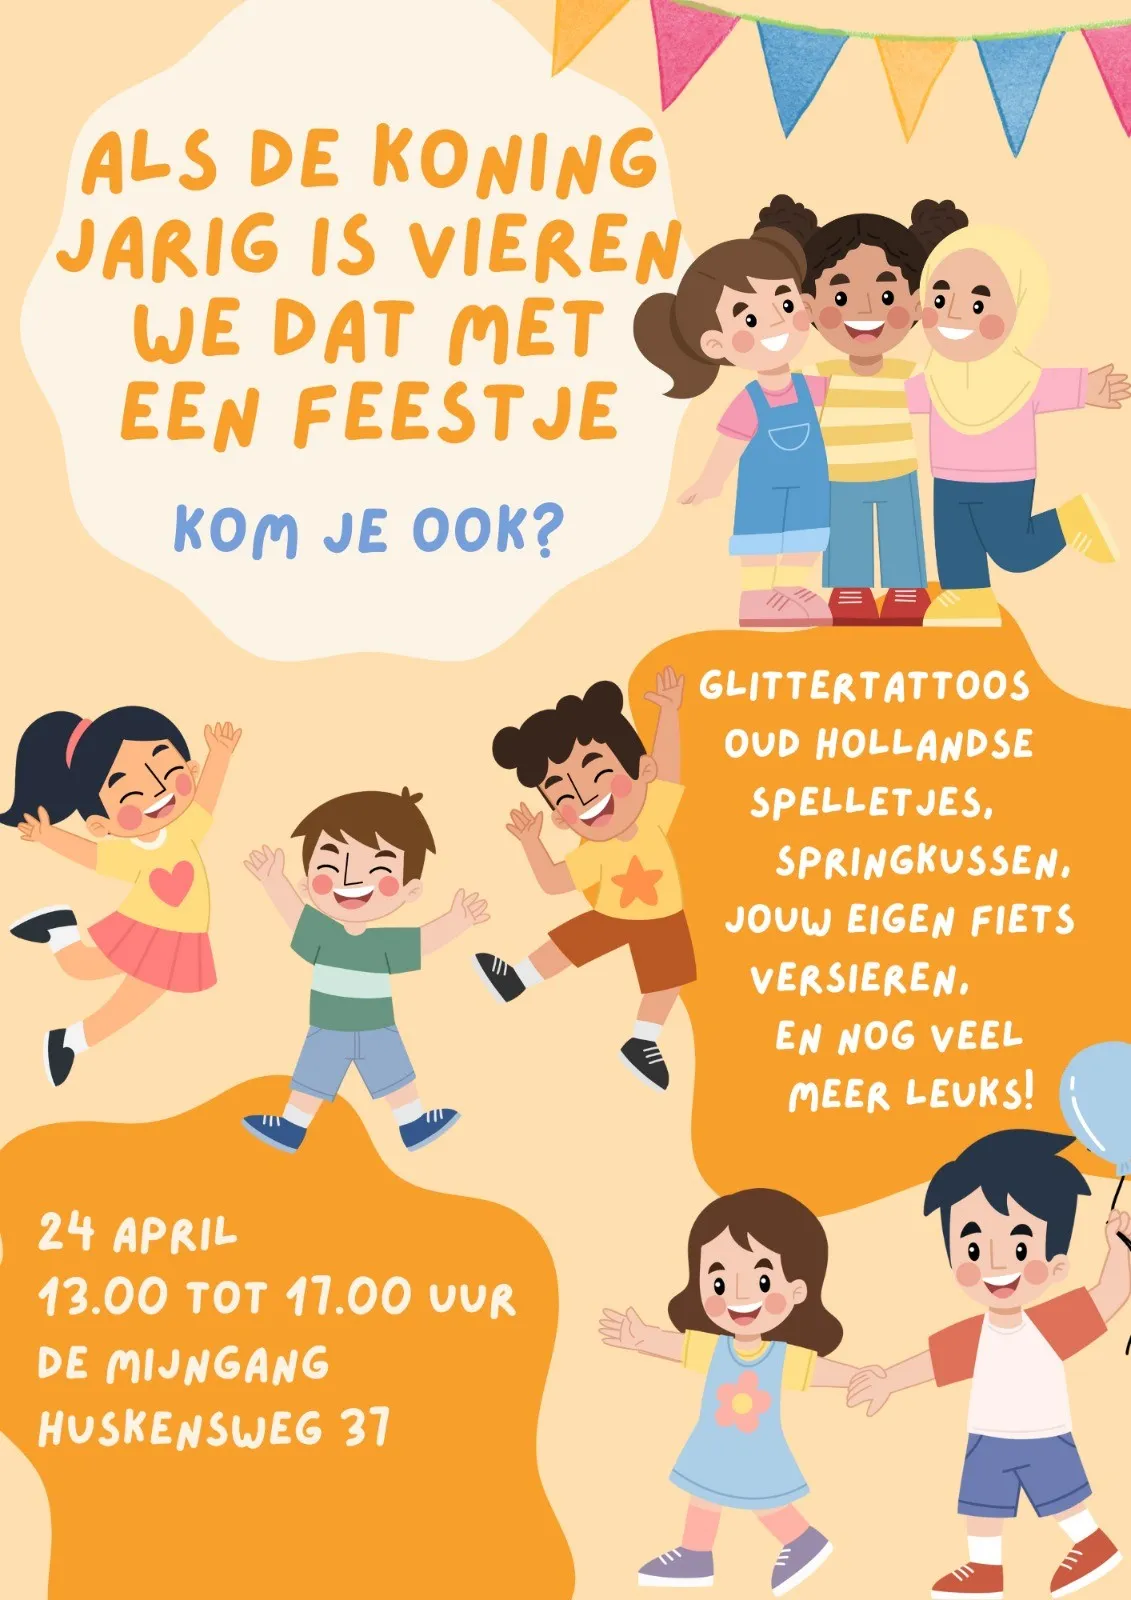 ALS DE KONING
JARIG IS VIEREN
WE DAT MET
EEN FEESTJE
KOM JE OOK?
GLITTERTATTOOS
OUD HOLLANDSE
SPELLETJES,
SPRINGKUSSEN,
JOUW EIGEN FIETS
VERSIEREN,
EN NOG VEEL
MEER LEUKS!
24 APRIL
13.00 TOT 17.00 UUR
DE MIJNGANG
HUSKENSWEG 37